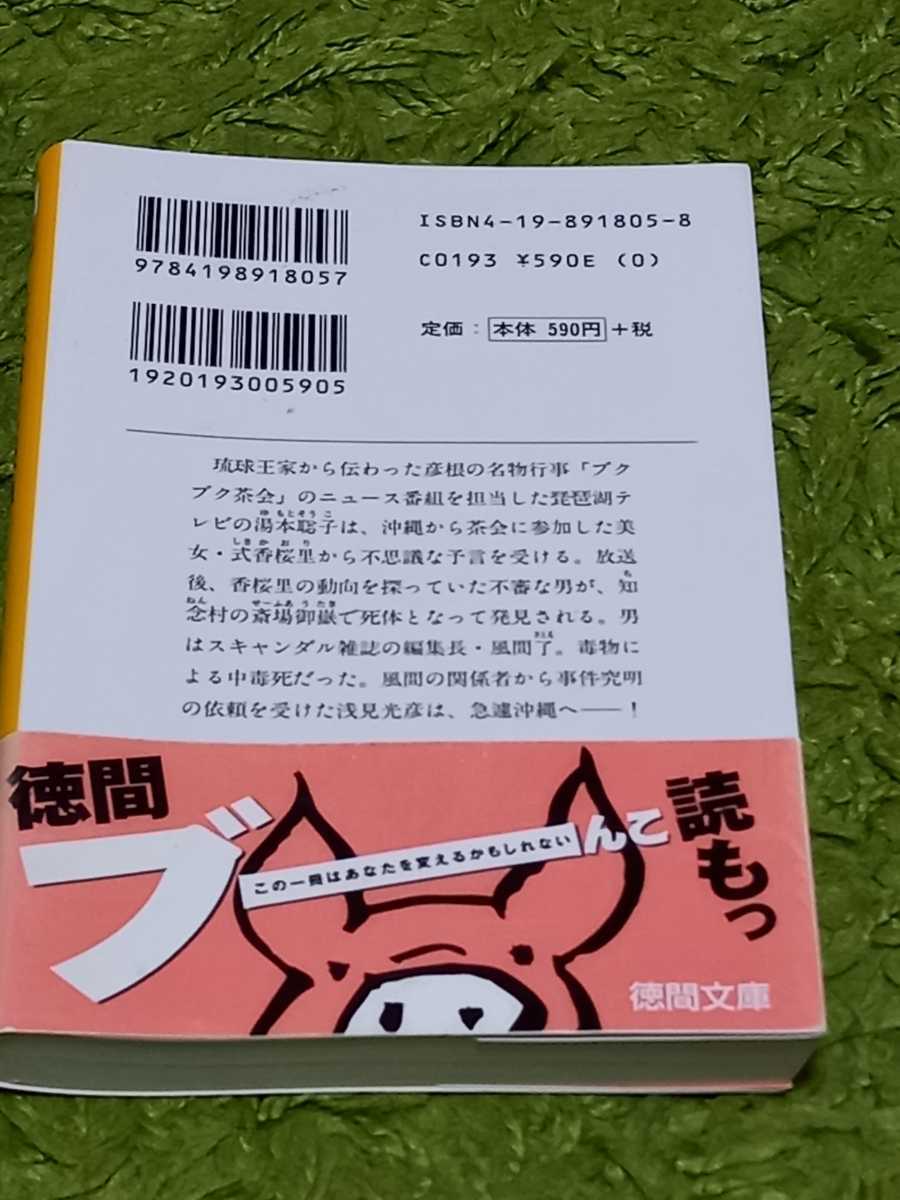 9784198918057
ISBN4-19-891805-8
C0193 ¥590E (0)
1920193005905
定価：本体 590円＋税
琉球王家から伝わった彦根の名物行事「ブク
ブク茶会」のニュース番組を担当した琵琶湖テ
レビの湯本聡子は、沖縄から茶会に参加した美
女・式香桜里から不思議な予言を受ける。放送
後、香桜里の動向を探っていた不審な男が、知
念村の斎場御嶽で死体となって発見される。男
はスキャンダル雑誌の編集長・風間了。毒物に
よる中毒死だった。風間の関係者から事件究明
の依頼を受けた浅見光彦は、急遽沖縄へ――！
徳間
ブーんこ
この一冊はあなたを変えるかもしれない
読もっ
徳間文庫